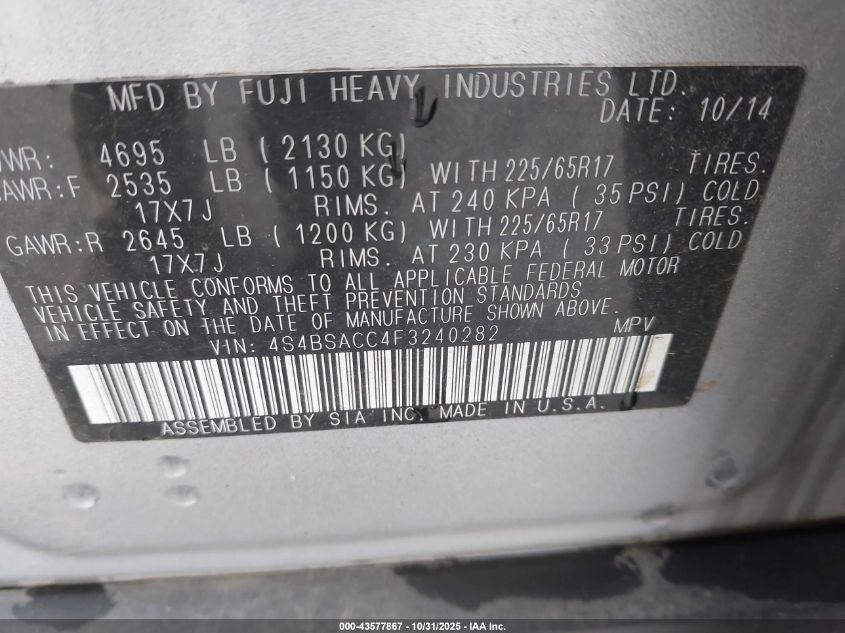 MFD BY FUJI HEAVY INDUSTRIES LTD.
DATE: 10/14
VWR: 4695 LB ( 2130 KG)
GAWR:F 2535 LB ( 1150 KG) WITH 225/65R17 TIRES.
17X7J RIMS. AT 240 KPA ( 35 PSI) COLD
GAWR:R 2645 LB ( 1200 KG) WITH 225/65R17 TIRES.
17X7J RIMS. AT 230 KPA ( 33 PSI) COLD
THIS VEHICLE CONFORMS TO ALL APPLICABLE FEDERAL MOTOR
VEHICLE SAFETY AND THEFT PREVENTION STANDARDS
IN EFFECT ON THE DATE OF MANUFACTURE SHOWN ABOVE.
VIN: 4S4BSACC4F3240282 MPV
ASSEMBLED BY SIA INC. MADE IN U.S.A.
000-43577867 - 10/31/2025 - IAA Inc.